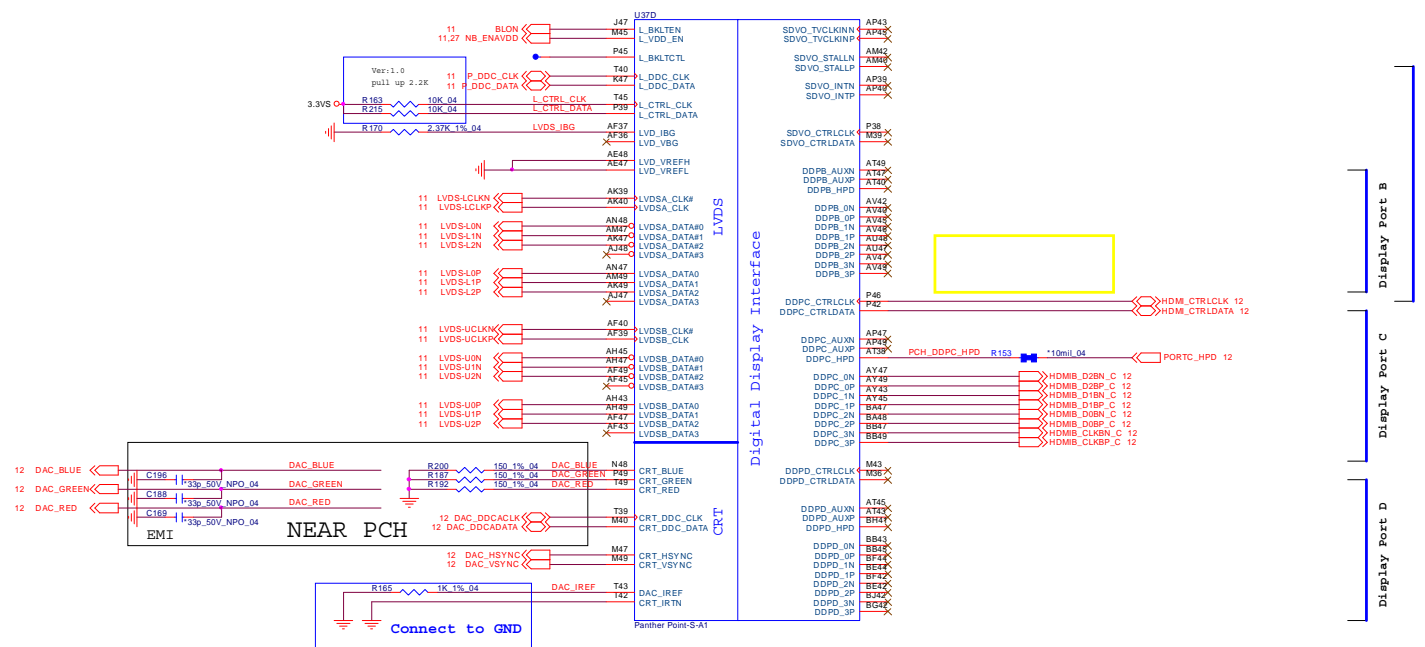 U37D
11 BLON
J47
L_BKLTEN
11,27 NB_ENAVDD
M45
L_VDD_EN
P45
L_BKLTCTL
Ver:1.0
pull up 2.2K
11 P_DDC_CLK
T40
L_DDC_CLK
11 P_DDC_DATA
K47
L_DDC_DATA
3.3VS
R163 10K_04 L_CTRL_CLK
T45
L_CTRL_CLK
R215 10K_04 L_CTRL_DATA
P39
L_CTRL_DATA
R170 2.37K_1%_04 LVDS_IBG
AF37
LVD_IBG
AF36
LVD_VBG
AE48
LVD_VREFH
AE47
LVD_VREFL
11 LVDS-LCLKN
AK39
LVDSA_CLK#
11 LVDS-LCLKP
AK40
LVDSA_CLK
11 LVDS-L0N
AN48
LVDSA_DATA#0
11 LVDS-L1N
AM47
LVDSA_DATA#1
11 LVDS-L2N
AK47
LVDSA_DATA#2
AJ48
LVDSA_DATA#3
11 LVDS-L0P
AN47
LVDSA_DATA0
11 LVDS-L1P
AM49
LVDSA_DATA1
11 LVDS-L2P
AK49
LVDSA_DATA2
AJ47
LVDSA_DATA3
11 LVDS-UCLKN
AF40
LVDSB_CLK#
11 LVDS-UCLKP
AF39
LVDSB_CLK
11 LVDS-U0N
AH45
LVDSB_DATA#0
11 LVDS-U1N
AH47
LVDSB_DATA#1
11 LVDS-U2N
AF49
LVDSB_DATA#2
AF45
LVDSB_DATA#3
11 LVDS-U0P
AH43
LVDSB_DATA0
11 LVDS-U1P
AH49
LVDSB_DATA1
11 LVDS-U2P
AF47
LVDSB_DATA2
AF43
LVDSB_DATA3
12 DAC_BLUE
DAC_BLUE
C196
*33p_50V_NPO_04
12 DAC_GREEN
DAC_GREEN
C188
*33p_50V_NPO_04
12 DAC_RED
DAC_RED
C169
*33p_50V_NPO_04
EMI
NEAR PCH
R200 150_1%_04 DAC_BLUE
N48
CRT_BLUE
R187 150_1%_04 DAC_GREEN
P49
CRT_GREEN
R192 150_1%_04 DAC_RED
T49
CRT_RED
12 DAC_DDCACLK
T39
CRT_DDC_CLK
12 DAC_DDCADATA
M40
CRT_DDC_DATA
12 DAC_HSYNC
M47
CRT_HSYNC
12 DAC_VSYNC
M49
CRT_VSYNC
R165 1K_1%_04 DAC_IREF
T43
DAC_IREF
T42
CRT_IRTN
Connect to GND
Panther Point-S-A1
LVDS
CRT
Digital Display Interface
SDVO_TVCLKINN AP43
SDVO_TVCLKINP AP45
SDVO_STALLN AM42
SDVO_STALLP AM40
SDVO_INTN AP39
SDVO_INTP AP40
SDVO_CTRLCLK P38
SDVO_CTRLDATA M39
DDPB_AUXN AT49
DDPB_AUXP AT47
DDPB_HPD AT40
DDPB_0N AV42
DDPB_0P AV40
DDPB_1N AV45
DDPB_1P AV46
DDPB_2N AU48
DDPB_2P AU47
DDPB_3N AV47
DDPB_3P AV49
DDPC_CTRLCLK P46 HDMI_CTRLCLK 12
DDPC_CTRLDATA P42 HDMI_CTRLDATA 12
DDPC_AUXN AP47
DDPC_AUXP AP49
DDPC_HPD AT38 PCH_DDPC_HPD R153 *10mil_04 PORTC_HPD 12
DDPC_0N AY47 HDMIB_D2BN_C 12
DDPC_0P AY49 HDMIB_D2BP_C 12
DDPC_1N AY43 HDMIB_D1BN_C 12
DDPC_1P AY45 HDMIB_D1BP_C 12
DDPC_2N BA47 HDMIB_D0BN_C 12
DDPC_2P BA48 HDMIB_D0BP_C 12
DDPC_3N BB47 HDMIB_CLKBN_C 12
DDPC_3P BB49 HDMIB_CLKBP_C 12
DDPD_CTRLCLK M43
DDPD_CTRLDATA M36
DDPD_AUXN AT45
DDPD_AUXP AT43
DDPD_HPD BH41
DDPD_0N BB43
DDPD_0P BB45
DDPD_1N BF44
DDPD_1P BE44
DDPD_2N BF42
DDPD_2P BE42
DDPD_3N BJ42
DDPD_3P BG42
Display Port B
Display Port C
Display Port D